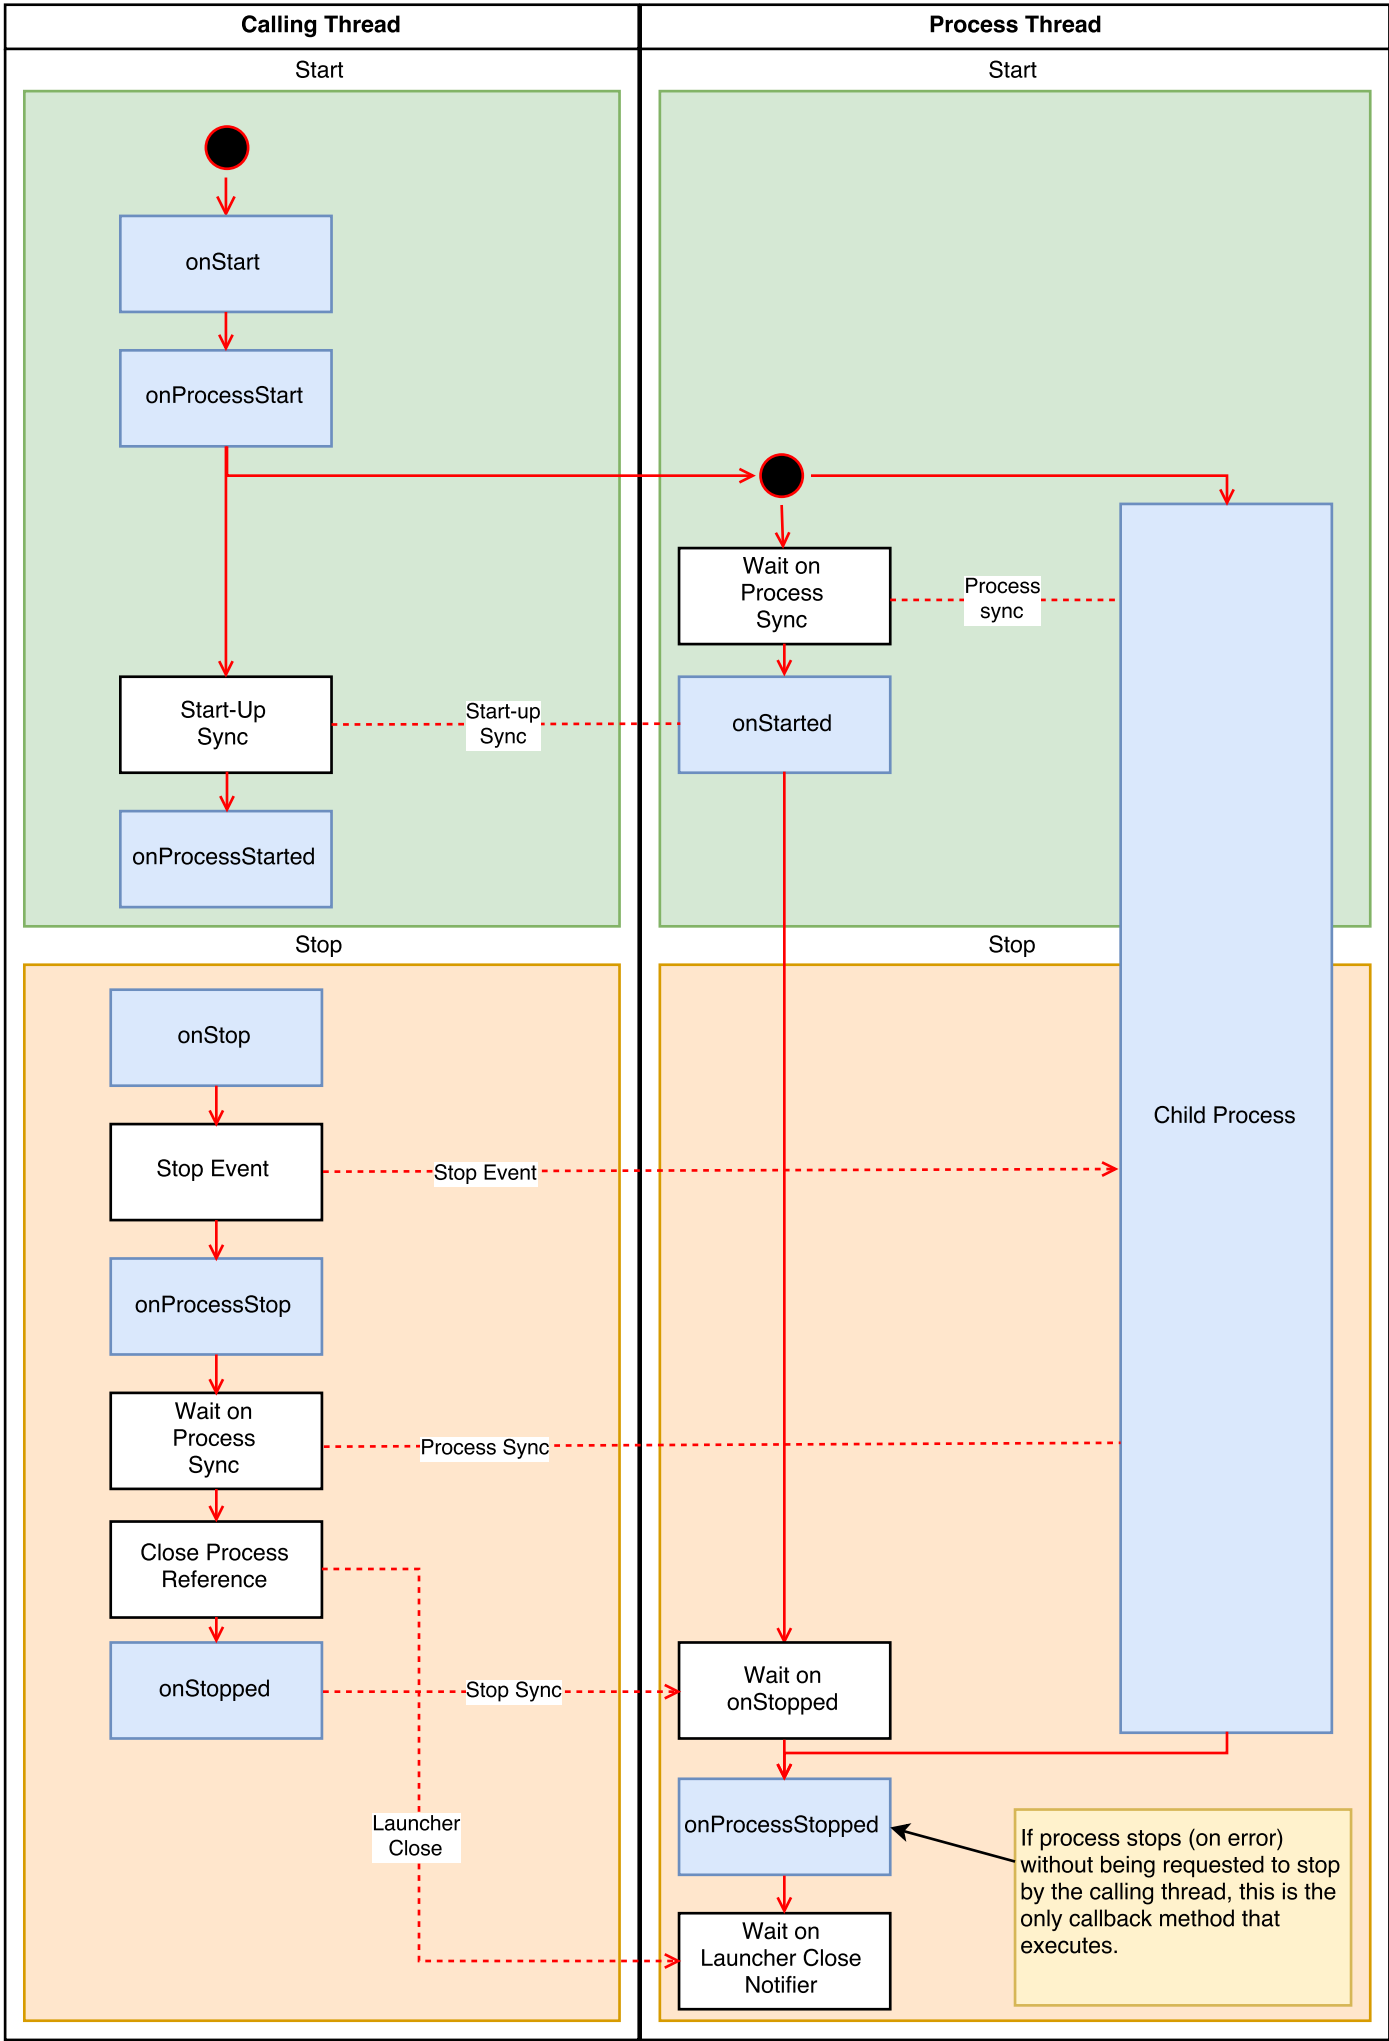 Calling Thread
Process Thread
Start
Start
onStart
onProcessStart
Wait on
Process
Sync
Process
sync
Start-Up
Sync
Start-up
Sync
onStarted
onProcessStarted
Stop
Stop
onStop
Child Process
Stop Event
Stop Event
onProcessStop
Wait on
Process
Sync
Process Sync
Close Process
Reference
onStopped
Stop Sync
Wait on
onStopped
Launcher
Close
onProcessStopped
If process stops (on error)
without being requested to stop
by the calling thread, this is the
only callback method that
executes.
Wait on
Launcher Close
Notifier